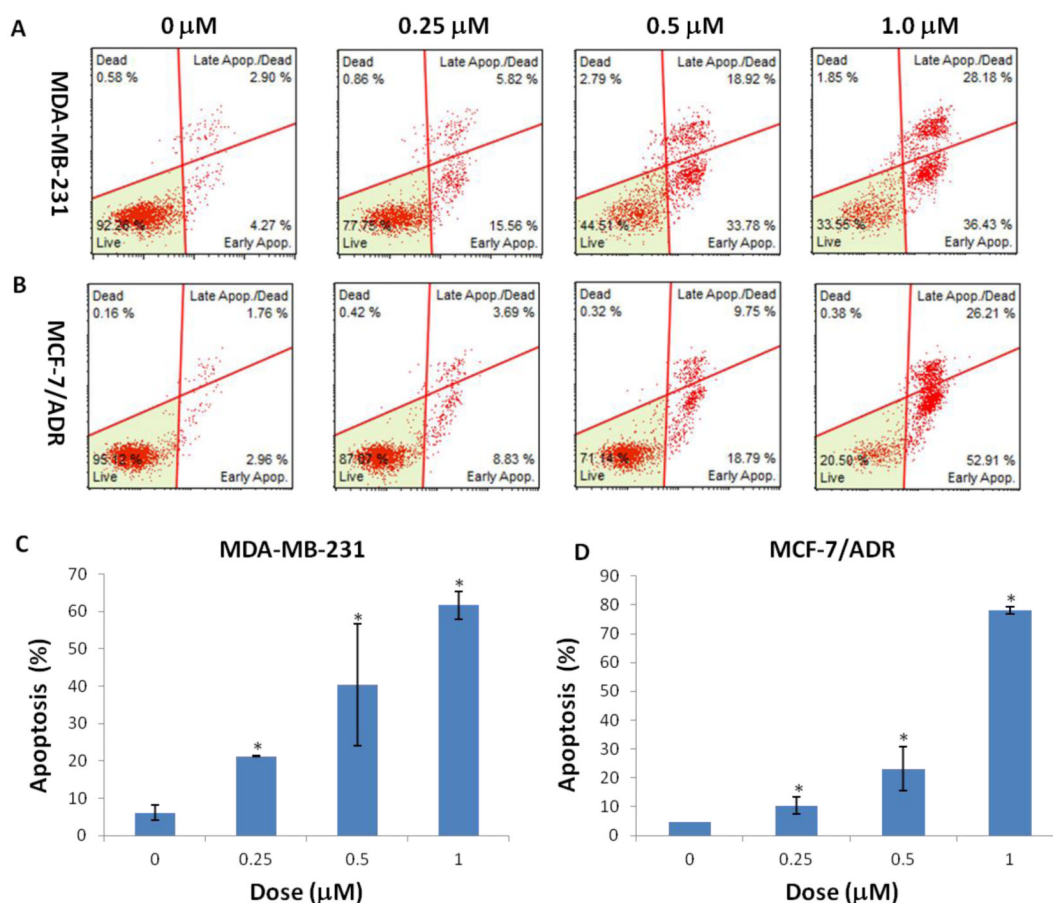 A 0 μM 0.25 μM 0.5 μM 1.0 μM
MDA-MB-231
Dead Late Apop./Dead
0.58 % 2.90 %
92.26 % 4.27 %
Live Early Apop.
Dead Late Apop./Dead
0.86 % 5.82 %
77.75 % 15.56 %
Live Early Apop.
Dead Late Apop./Dead
2.79 % 18.92 %
44.51 % 33.78 %
Live Early Apop.
Dead Late Apop./Dead
1.85 % 28.18 %
33.55 % 36.43 %
Live Early Apop.
B
MCF-7/ADR
Dead Late Apop./Dead
0.16 % 1.76 %
95.12 % 2.96 %
Live Early Apop.
Dead Late Apop./Dead
0.42 % 3.69 %
87.07 % 8.83 %
Live Early Apop.
Dead Late Apop./Dead
0.32 % 9.75 %
71.14 % 18.79 %
Live Early Apop.
Dead Late Apop./Dead
0.38 % 26.21 %
20.50 % 52.91 %
Live Early Apop.
C MDA-MB-231
Apoptosis (%)
70
60
50
40
30
20
10
0
* * *
0 0.25 0.5 1
Dose (μM)
D MCF-7/ADR
Apoptosis (%)
90
80
70
60
50
40
30
20
10
0
* * *
0 0.25 0.5 1
Dose (μM)